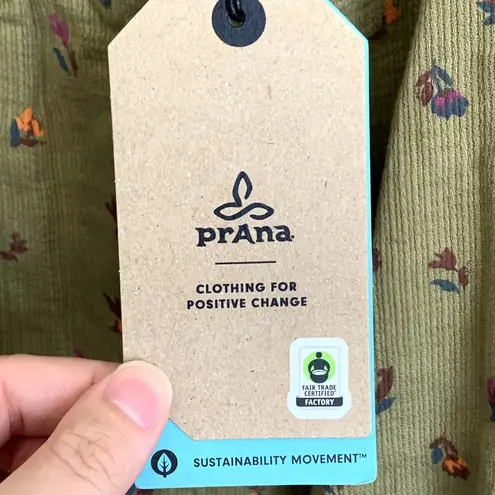 prAna
CLOTHING FOR
POSITIVE CHANGE
FAIR TRADE
CERTIFIED
FACTORY
SUSTAINABILITY MOVEMENT™